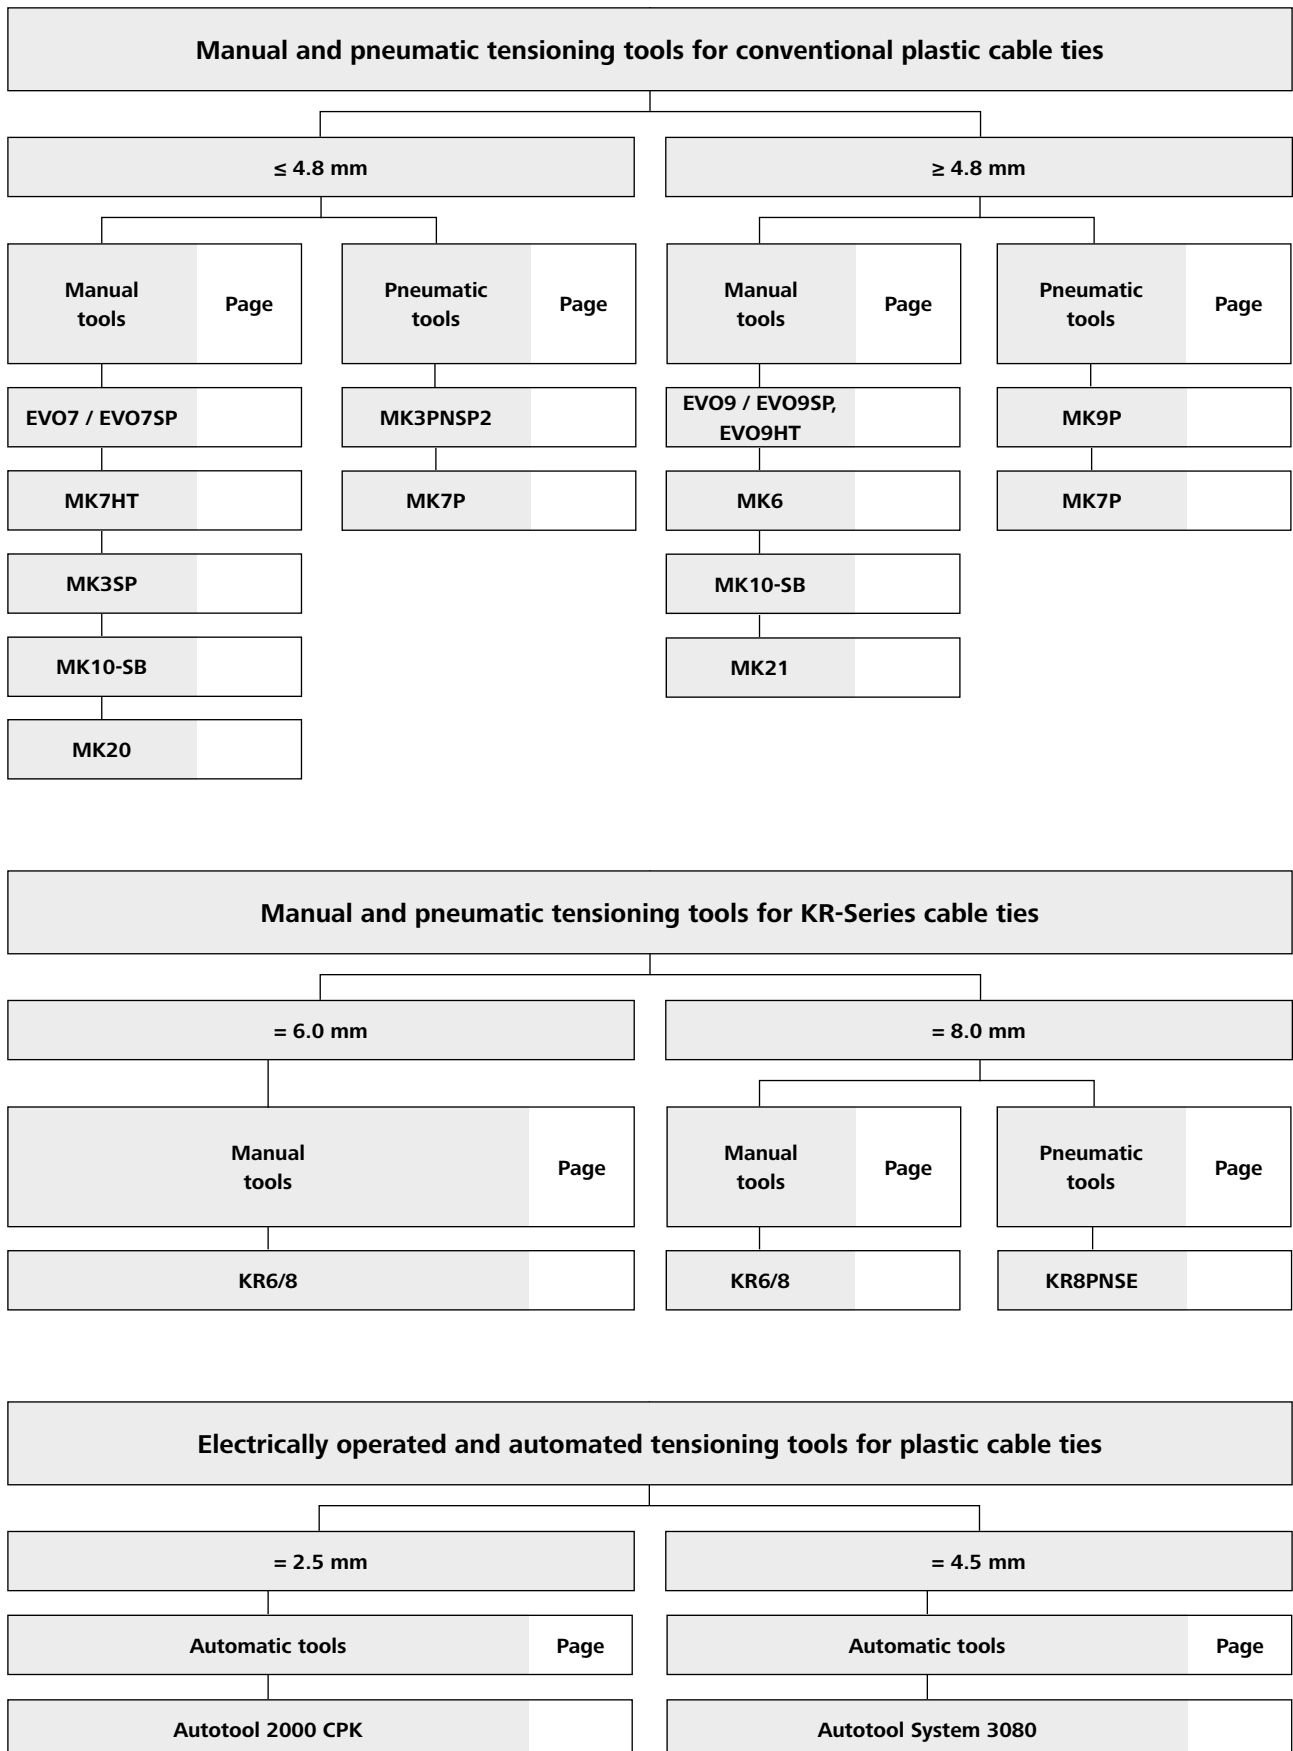 Manual and pneumatic tensioning tools for conventional plastic cable ties
≤ 4.8 mm
≥ 4.8 mm
Manual
tools
Page
Pneumatic
tools
Page
Manual
tools
Page
Pneumatic
tools
Page
EVO7 / EVO7SP
MK3PNSP2
EVO9 / EVO9SP,
EVO9HT
MK9P
MK7HT
MK7P
MK6
MK7P
MK3SP
MK10-SB
MK10-SB
MK21
MK20
Manual and pneumatic tensioning tools for KR-Series cable ties
= 6.0 mm
= 8.0 mm
Manual
tools
Page
Manual
tools
Page
Pneumatic
tools
Page
KR6/8
KR6/8
KR8PNSE
Electrically operated and automated tensioning tools for plastic cable ties
= 2.5 mm
= 4.5 mm
Automatic tools
Page
Automatic tools
Page
Autotool 2000 CPK
Autotool System 3080